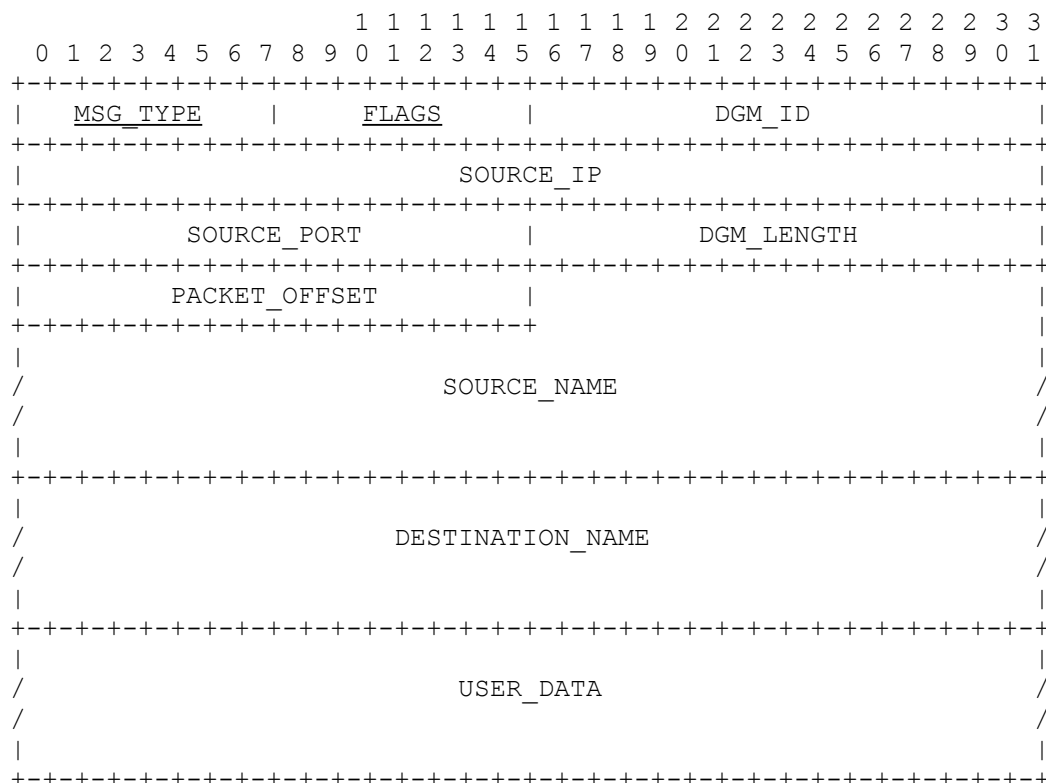 1 1 1 1 1 1 1 1 1 1 2 2 2 2 2 2 2 2 2 2 3 3
  0 1 2 3 4 5 6 7 8 9 0 1 2 3 4 5 6 7 8 9 0 1 2 3 4 5 6 7 8 9 0 1
+-+-+-+-+-+-+-+-+-+-+-+-+-+-+-+-+-+-+-+-+-+-+-+-+-+-+-+-+-+-+-+-+
|   MSG_TYPE    |     FLAGS     |           DGM_ID              |
+-+-+-+-+-+-+-+-+-+-+-+-+-+-+-+-+-+-+-+-+-+-+-+-+-+-+-+-+-+-+-+-+
|                           SOURCE_IP                           |
+-+-+-+-+-+-+-+-+-+-+-+-+-+-+-+-+-+-+-+-+-+-+-+-+-+-+-+-+-+-+-+-+
|          SOURCE_PORT          |          DGM_LENGTH           |
+-+-+-+-+-+-+-+-+-+-+-+-+-+-+-+-+-+-+-+-+-+-+-+-+-+-+-+-+-+-+-+-+
|         PACKET_OFFSET         |                               |
+-+-+-+-+-+-+-+-+-+-+-+-+-+-+-+-+                               |
|                                                               |
/                          SOURCE_NAME                          /
/                                                               /
|                                                               |
+-+-+-+-+-+-+-+-+-+-+-+-+-+-+-+-+-+-+-+-+-+-+-+-+-+-+-+-+-+-+-+-+
|                                                               |
/                       DESTINATION_NAME                        /
/                                                               /
|                                                               |
+-+-+-+-+-+-+-+-+-+-+-+-+-+-+-+-+-+-+-+-+-+-+-+-+-+-+-+-+-+-+-+-+
|                                                               |
/                           USER_DATA                           /
/                                                               /
|                                                               |
+-+-+-+-+-+-+-+-+-+-+-+-+-+-+-+-+-+-+-+-+-+-+-+-+-+-+-+-+-+-+-+-+